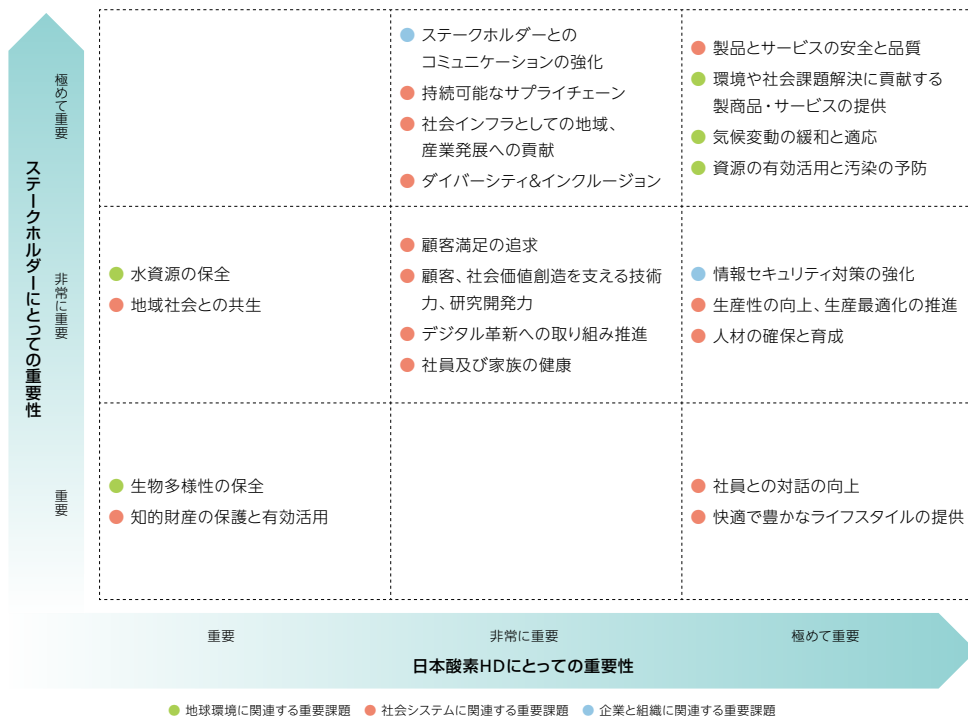 ステークホルダーにとっての重要性
極めて重要
非常に重要
重要
ステークホルダーとの
コミュニケーションの強化
持続可能なサプライチェーン
社会インフラとしての地域、
産業発展への貢献
ダイバーシティ&インクルージョン
製品とサービスの安全と品質
環境や社会課題解決に貢献する
製商品・サービスの提供
気候変動の緩和と適応
資源の有効活用と汚染の予防
水資源の保全
地域社会との共生
顧客満足の追求
顧客、社会価値創造を支える技術
力、研究開発力
デジタル革新への取り組み推進
社員及び家族の健康
情報セキュリティ対策の強化
生産性の向上、生産最適化の推進
人材の確保と育成
生物多様性の保全
知的財産の保護と有効活用
社員との対話の向上
快適で豊かなライフスタイルの提供
重要
非常に重要
極めて重要
日本酸素HDにとっての重要性
地球環境に関連する重要課題
社会システムに関連する重要課題
企業と組織に関連する重要課題